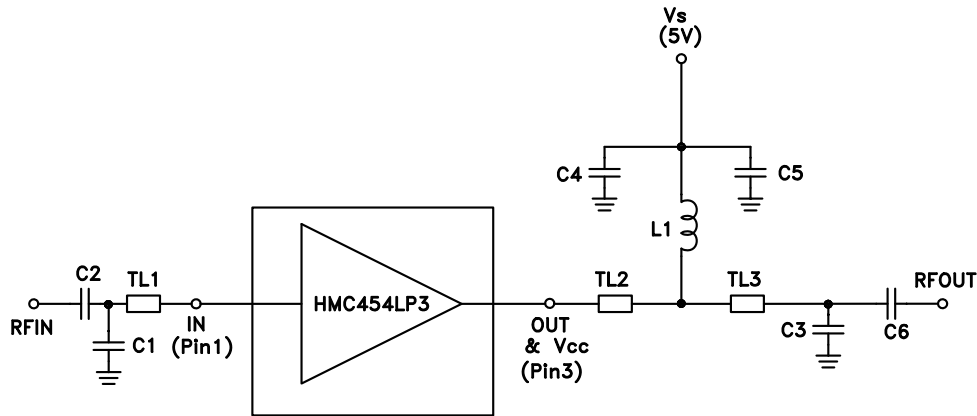 Vs
(5V)
C4
C5
L1
C2
TL1
HMC454LP3
TL2
TL3
RFOUT
RFIN
C1
IN
(Pin1)
OUT
& Vcc
(Pin3)
C3
C6